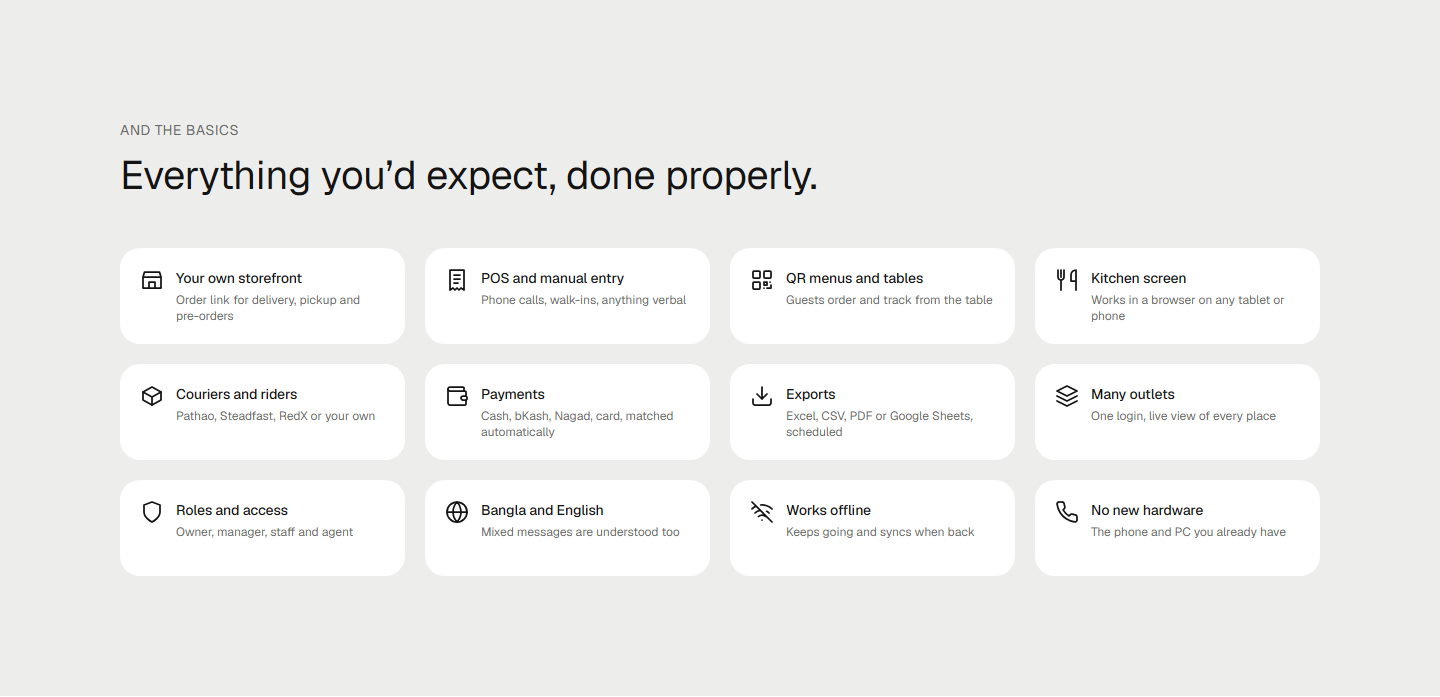 AND THE BASICS
Everything you’d expect, done properly.
Your own storefront
Order link for delivery, pickup and
pre-orders
POS and manual entry
Phone calls, walk-ins, anything verbal
QR menus and tables
Guests order and track from the table
Kitchen screen
Works in a browser on any tablet or
phone
Couriers and riders
Pathao, Steadfast, RedX or your own
Payments
Cash, bKash, Nagad, card, matched
automatically
Exports
Excel, CSV, PDF or Google Sheets,
scheduled
Many outlets
One login, live view of every place
Roles and access
Owner, manager, staff and agent
Bangla and English
Mixed messages are understood too
Works offline
Keeps going and syncs when back
No new hardware
The phone and PC you already have